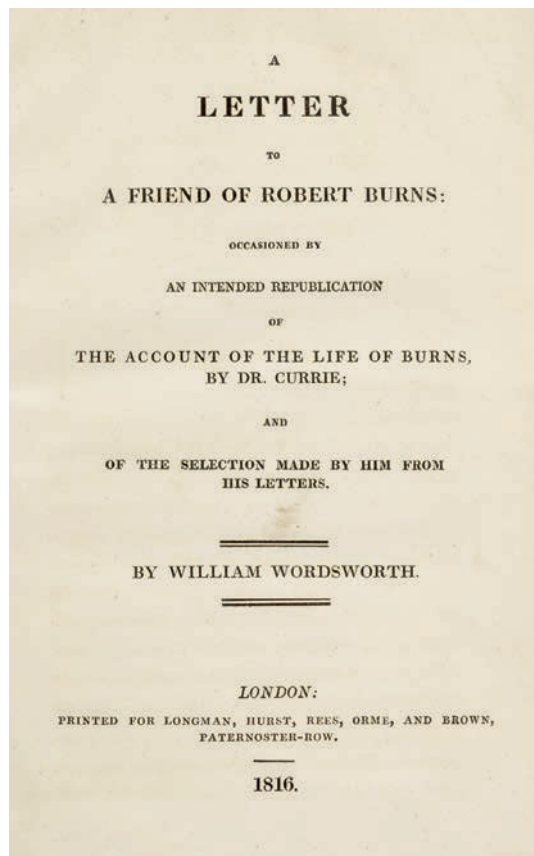 A
LETTER
TO
A FRIEND OF ROBERT BURNS:
OCCASIONED BY
AN INTENDED REPUBLICATION
OF
THE ACCOUNT OF THE LIFE OF BURNS,
BY DR. CURRIE;
AND
OF THE SELECTION MADE BY HIM FROM
HIS LETTERS.
BY WILLIAM WORDSWORTH.
LONDON:
PRINTED FOR LONGMAN, HURST, REES, ORME, AND BROWN,
PATERNOSTER-ROW.
1816.